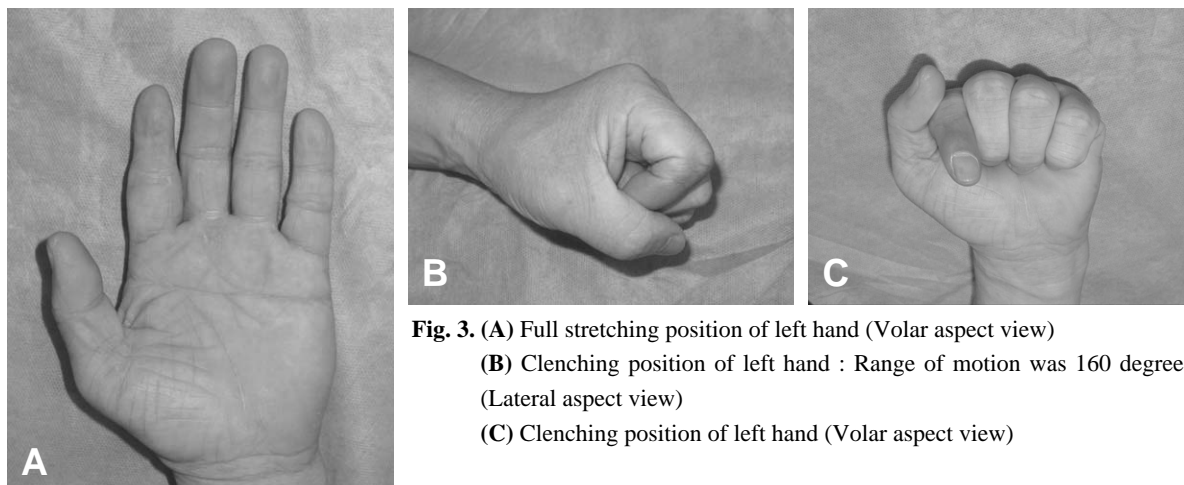 A
B
C
Fig. 3. (A) Full stretching position of left hand (Volar aspect view)
(B) Clenching position of left hand : Range of motion was 160 degree
(Lateral aspect view)
(C) Clenching position of left hand (Volar aspect view)